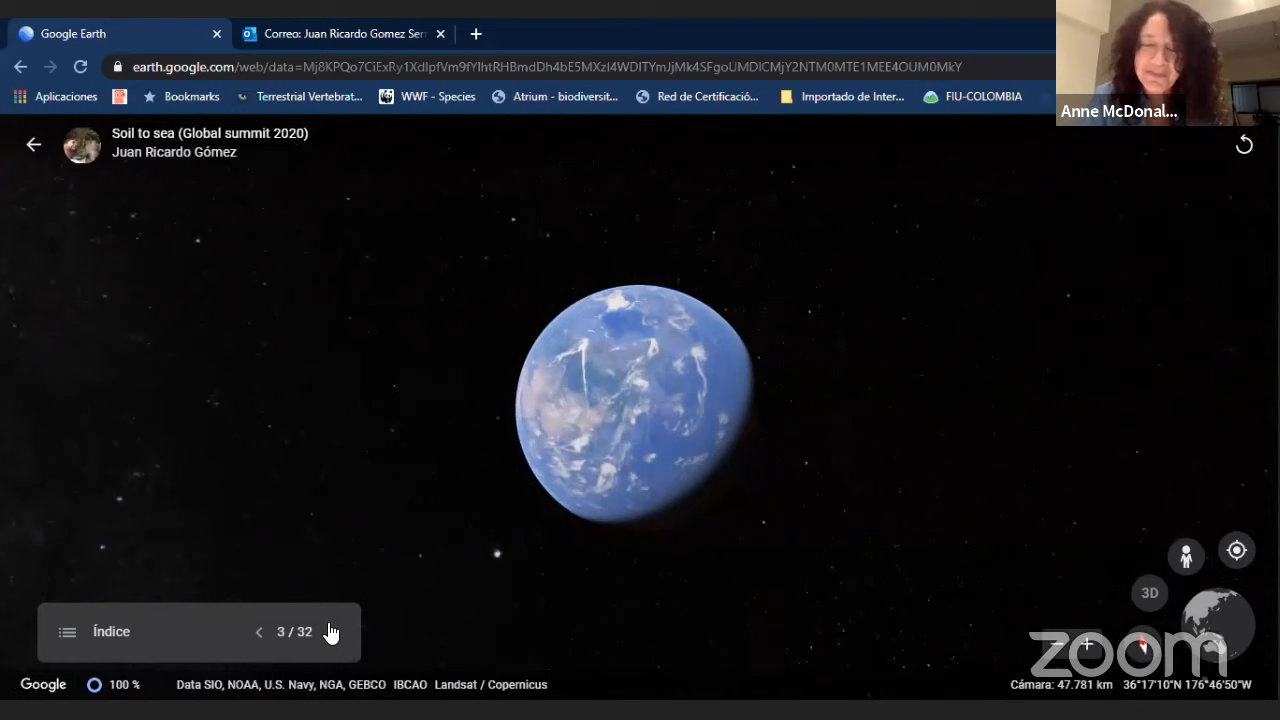 Google Earth
Correo: Juan Ricardo Gomez Serr
earth.google.com/web/data=
Aplicaciones
Bookmarks
Terrestrial Vertebrat...
WWF - Species
Atrium - biodiversit...
Red de Certificació...
Importado de Inter...
FIU-COLOMBIA
Anne McDonal...
Soil to sea (Global summit 2020)
Juan Ricardo Gómez
3D
Índice
3 / 32
zoom
Google
100 %
Data SIO, NOAA, U.S. Navy, NGA, GEBCO IBCAO Landsat / Copernicus
Cámara: 47.781 km 36°17'10"N 176°46'50"W